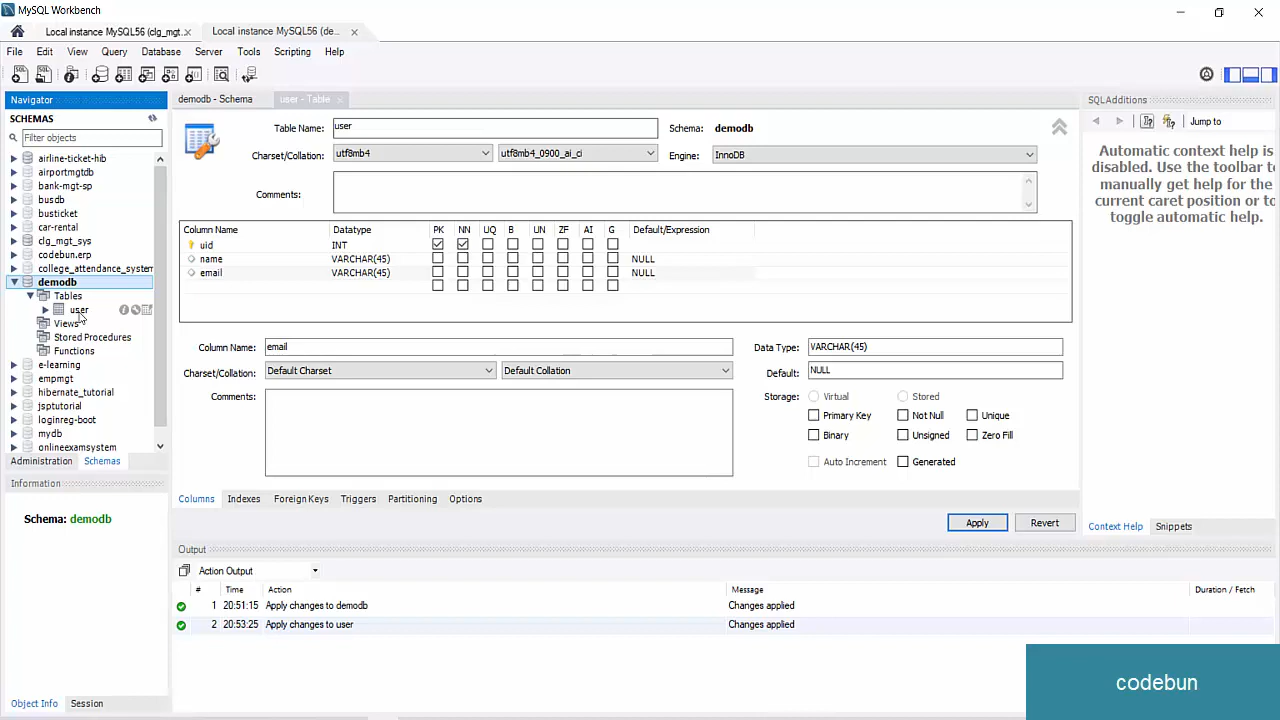 MySQL Workbench
Local instance MySQL56 (clg_mgt.
Local instance MySQL56 (de...
File Edit View Query Database Server Tools Scripting Help
Navigator
SCHEMAS
Filter objects
airline-ticket-hib
airportmgtdb
bank-mgt-sp
busdb
busticket
car-rental
clg_mgt_sys
codebun.erp
college_attendance_system
demodb
Tables
user
Views
Stored Procedures
Functions
e-learning
empmgt
hibernate_tutorial
jsptutorial
loginreg-boot
mydb
onlineexamsystem
Administration Schemas
Information
Schema: demodb
Object Info Session
demodb - Schema
user - Table
Table Name: user
Schema: demodb
Charset/Collation: utf8mb4 utf8mb4_0900_ai_ci
Engine: InnoDB
Comments:
Column Name Datatype PK NN UQ B UN ZF AI G Default/Expression
uid INT
name VARCHAR(45) NULL
email VARCHAR(45) NULL
Column Name: email
Data Type: VARCHAR(45)
Charset/Collation: Default Charset Default Collation
Default: NULL
Comments:
Storage: Virtual Stored
Primary Key Not Null Unique
Binary Unsigned Zero Fill
Auto Increment Generated
Columns Indexes Foreign Keys Triggers Partitioning Options
Apply Revert
Output
Action Output
# Time Action Message Duration / Fetch
1 20:51:15 Apply changes to demodb Changes applied
2 20:53:25 Apply changes to user Changes applied
SQLAdditions
Jump to
Automatic context help is
disabled. Use the toolbar to
manually get help for the
current caret position or to
toggle automatic help.
Context Help Snippets
codebun